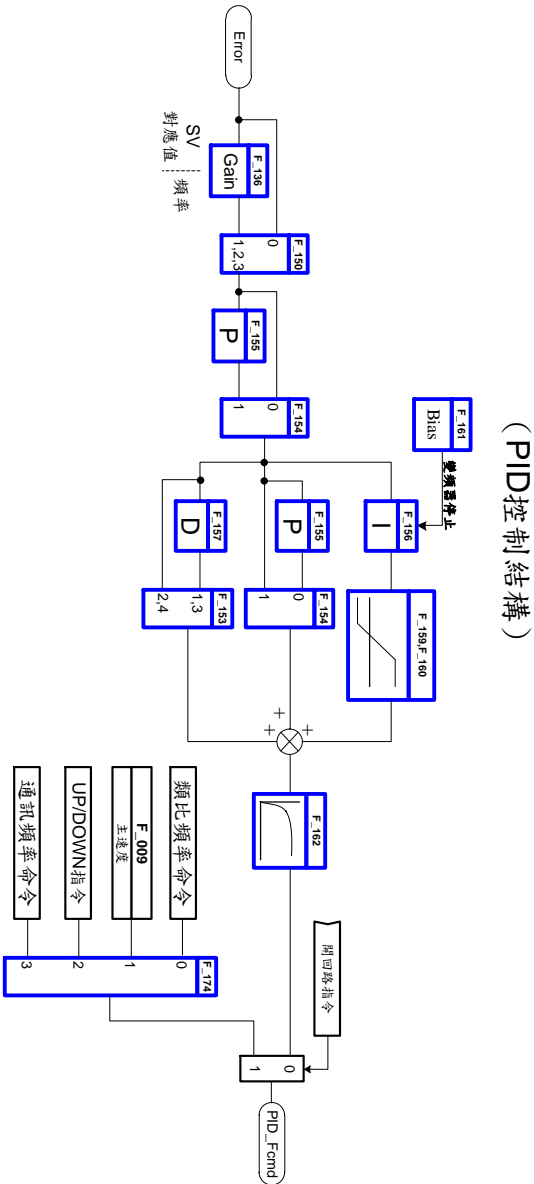 (PID控制結構)
Error
F_136
Gain
SV
對應值
頻率
F_150
0
1,2,3
F_155
P
F_154
0
1
F_161
Bias
變頻器停止
F_156
I
F_155
P
F_157
D
F_159,F_160
F_154
0
1
F_153
1,3
2,4
+
+
+
F_162
開回路指令
類比頻率命令
F_009
主速度
UP/DOWN指令
通訊頻率命令
F_174
0
1
2
3
0
1
PID_Fcmd